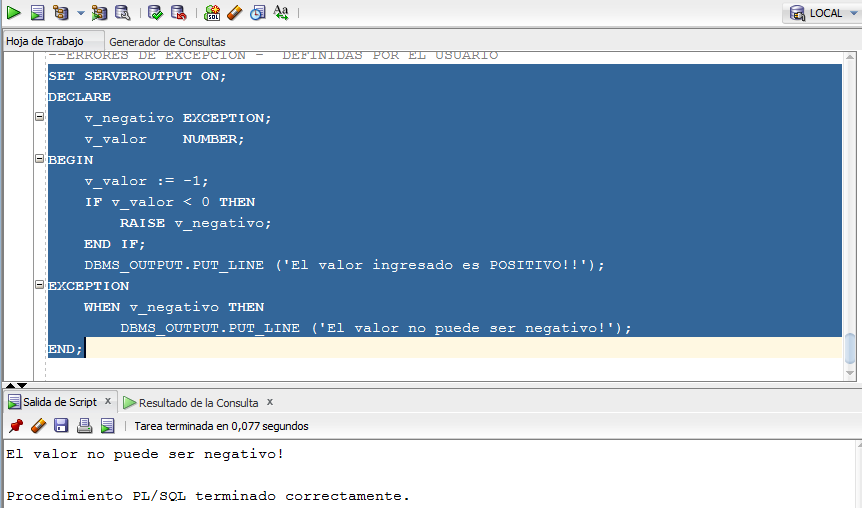 SQL
Aa
LOCAL
Hoja de Trabajo Generador de Consultas
--ERRORES DE EXCEPCION - DEFINIDAS POR EL USUARIO
SET SERVEROUTPUT ON;
DECLARE
v_negativo EXCEPTION;
v_valor NUMBER;
BEGIN
v_valor := -1;
IF v_valor < 0 THEN
RAISE v_negativo;
END IF;
DBMS_OUTPUT.PUT_LINE ('El valor ingresado es POSITIVO!!');
EXCEPTION
WHEN v_negativo THEN
DBMS_OUTPUT.PUT_LINE ('El valor no puede ser negativo!');
END;
Salida de Script x Resultado de la Consulta x
Tarea terminada en 0,077 segundos
El valor no puede ser negativo!
Procedimiento PL/SQL terminado correctamente.